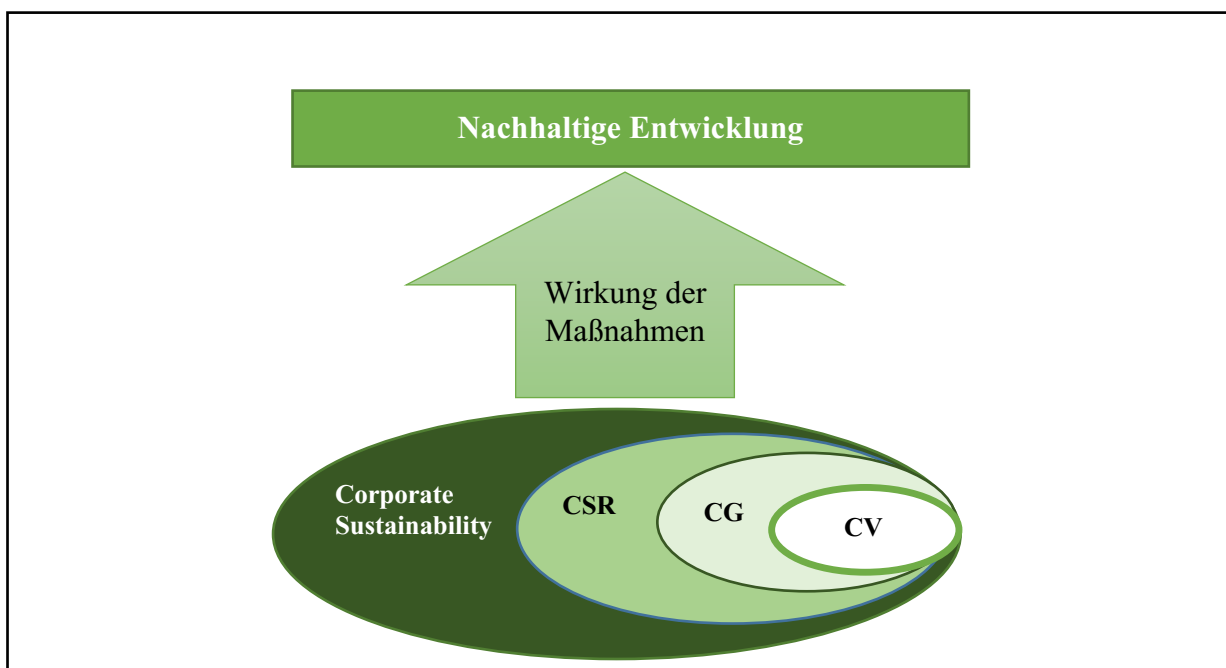 Nachhaltige Entwicklung
Wirkung der
Maßnahmen
Corporate
Sustainability
CSR
CG
CV